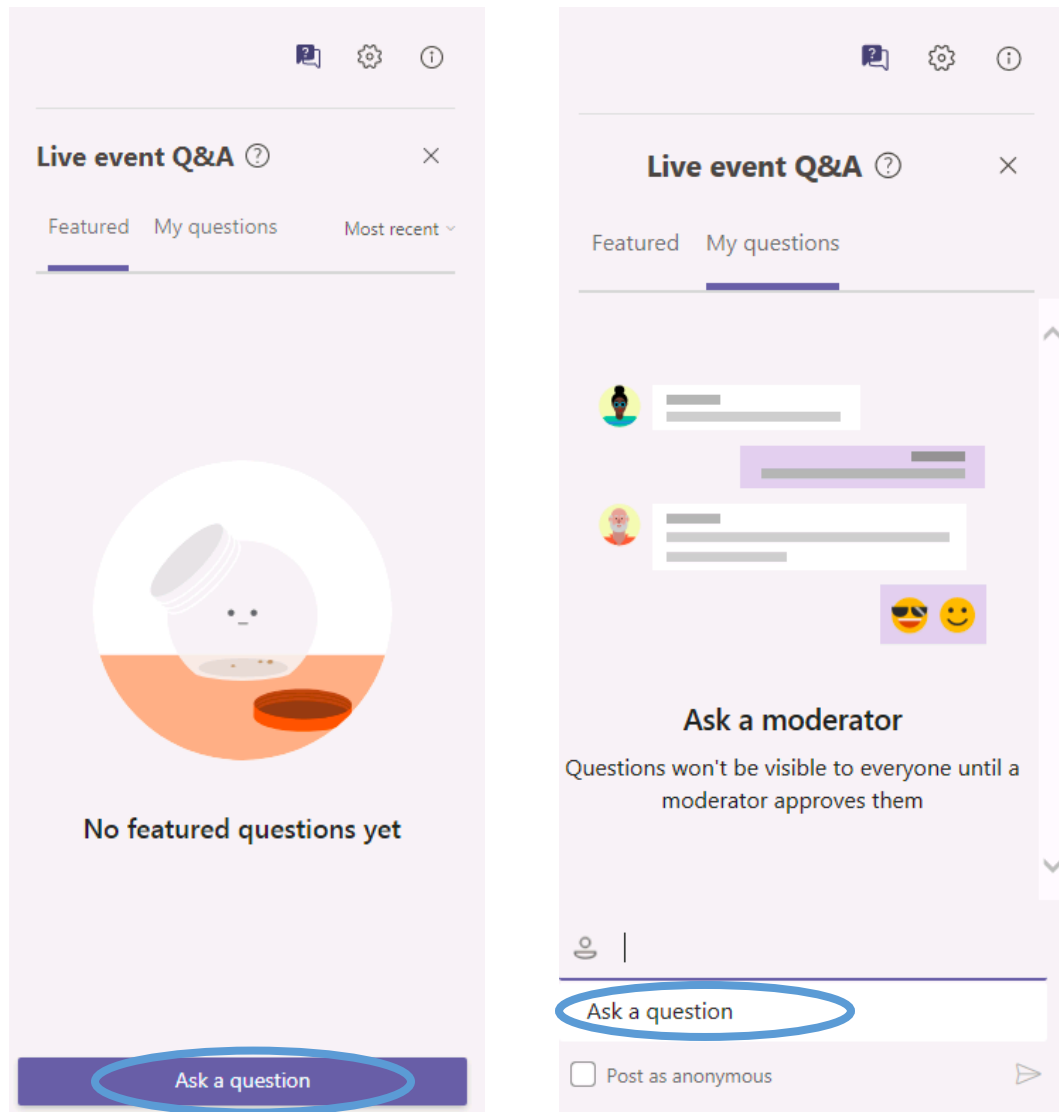 Live event Q&A
Featured My questions Most recent
No featured questions yet
Ask a question
Live event Q&A
Featured My questions
Ask a moderator
Questions won't be visible to everyone until a
moderator approves them
Ask a question
Post as anonymous